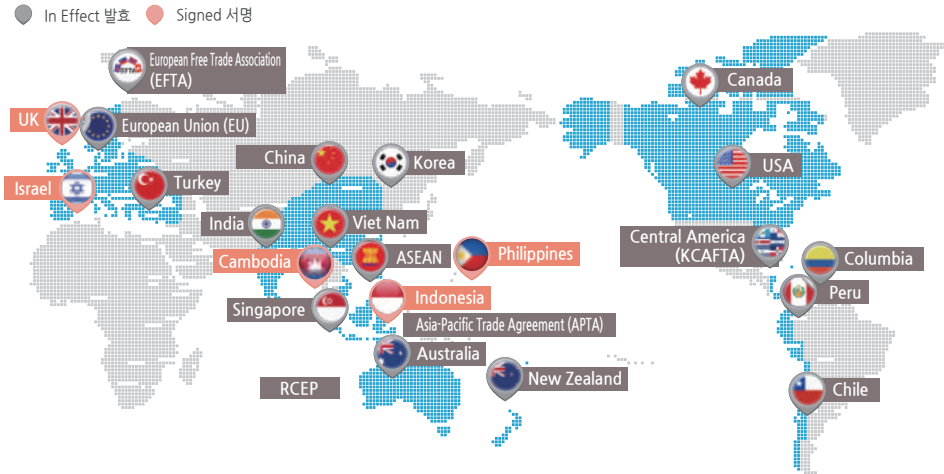 In Effect 발효
Signed 서명
European Free Trade Association
(EFTA)
EFTA
UK
European Union (EU)
Canada
China
Korea
USA
Israel
Turkey
India
Viet Nam
Central America
(KCAFTA)
Cambodia
ASEAN
Philippines
Columbia
Singapore
Indonesia
Peru
Asia-Pacific Trade Agreement (APTA)
Australia
RCEP
New Zealand
Chile